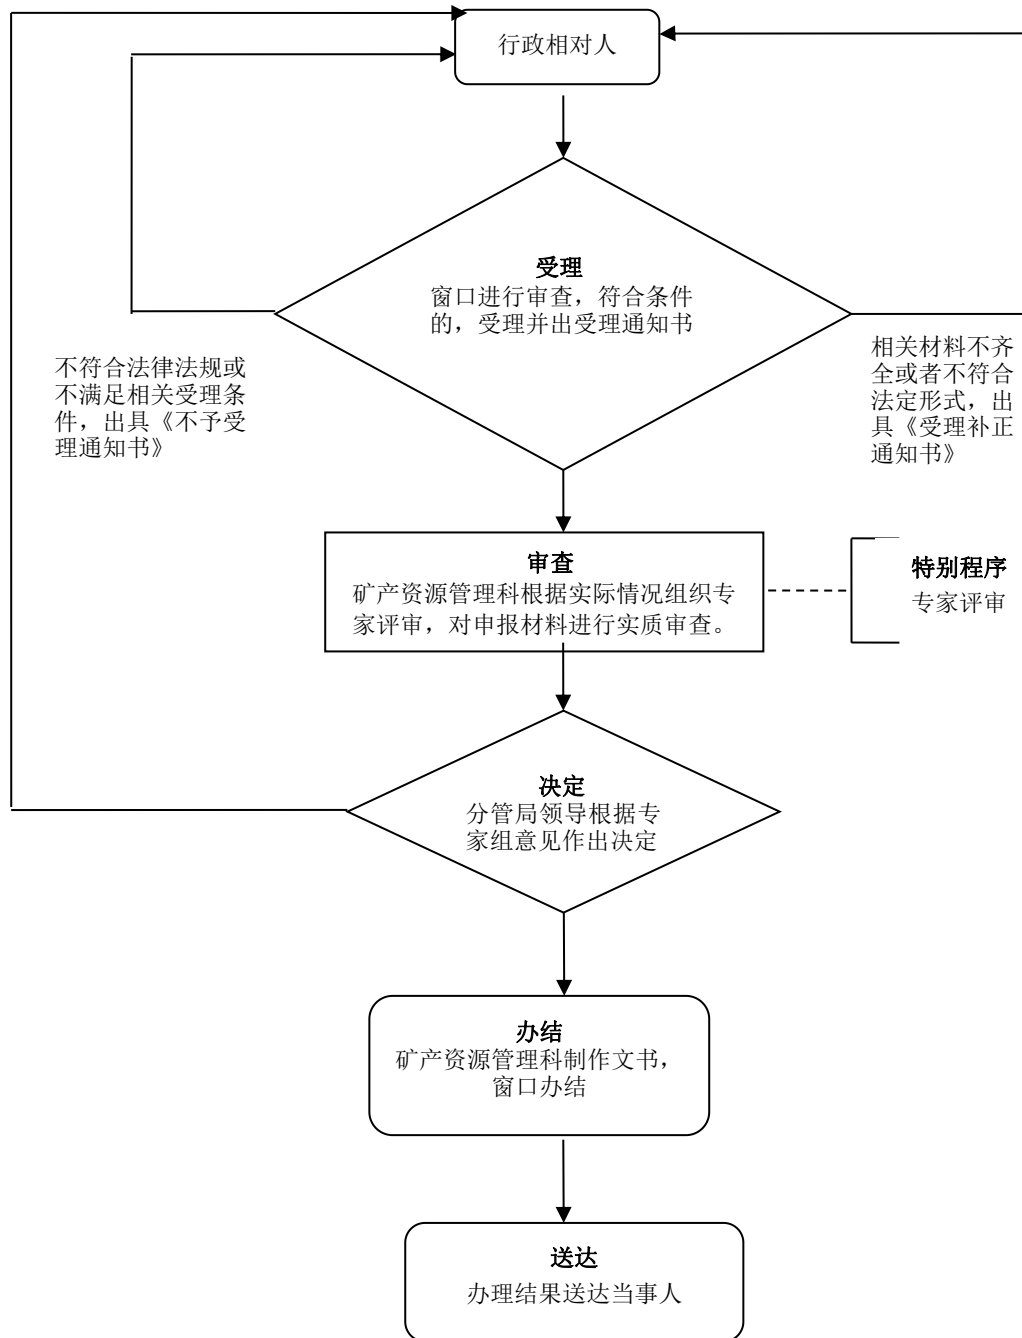 行政相对人
受理
窗口进行审查，符合条件
的，受理并出受理通知书
不符合法律法规或
不满足相关受理条
件，出具《不予受
理通知书》
相关材料不齐
全或者不符合
法定形式，出
具《受理补正
通知书》
审查
矿产资源管理科根据实际情况组织专
家评审，对申报材料进行实质审查。
特别程序
专家评审
决定
分管局领导根据专
家组意见作出决定
办结
矿产资源管理科制作文书，
窗口办结
送达
办理结果送达当事人